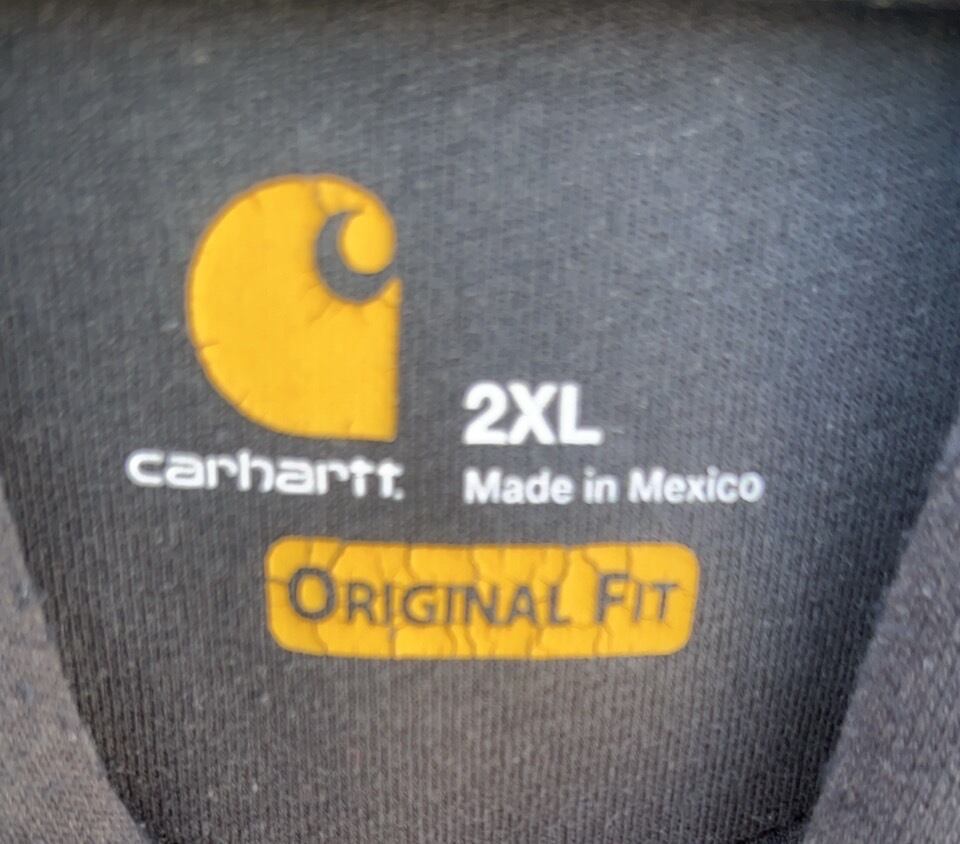 carhartt
2XL
Made in Mexico
ORIGINAL FIT